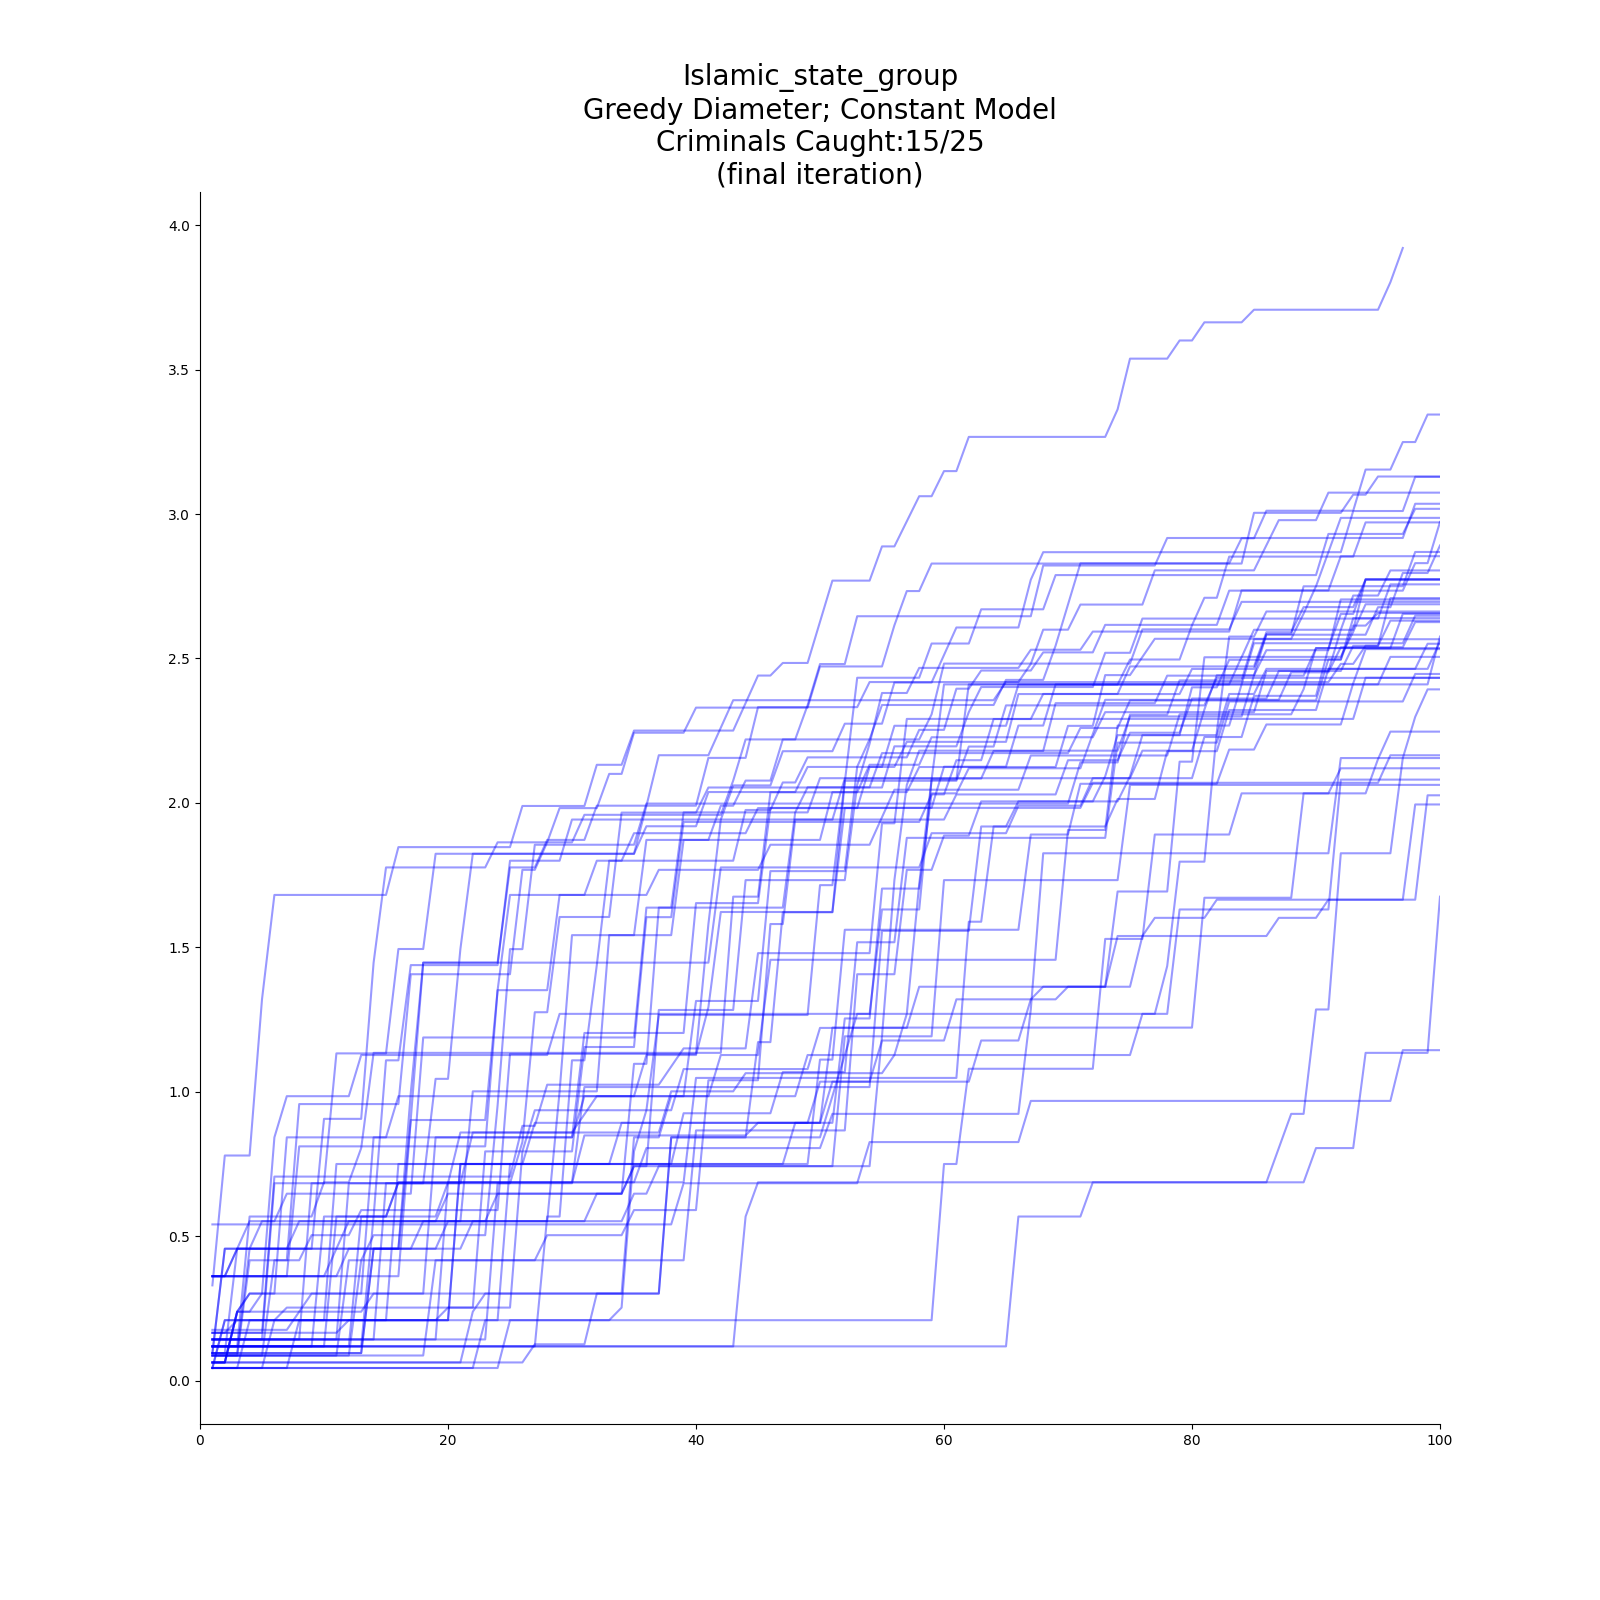 Islamic_state_group
Greedy Diameter; Constant Model
Criminals Caught:15/25
(final iteration)
4.0
3.5
3.0
2.5
2.0
1.5
1.0
0.5
0.0
0 20 40 60 80 100